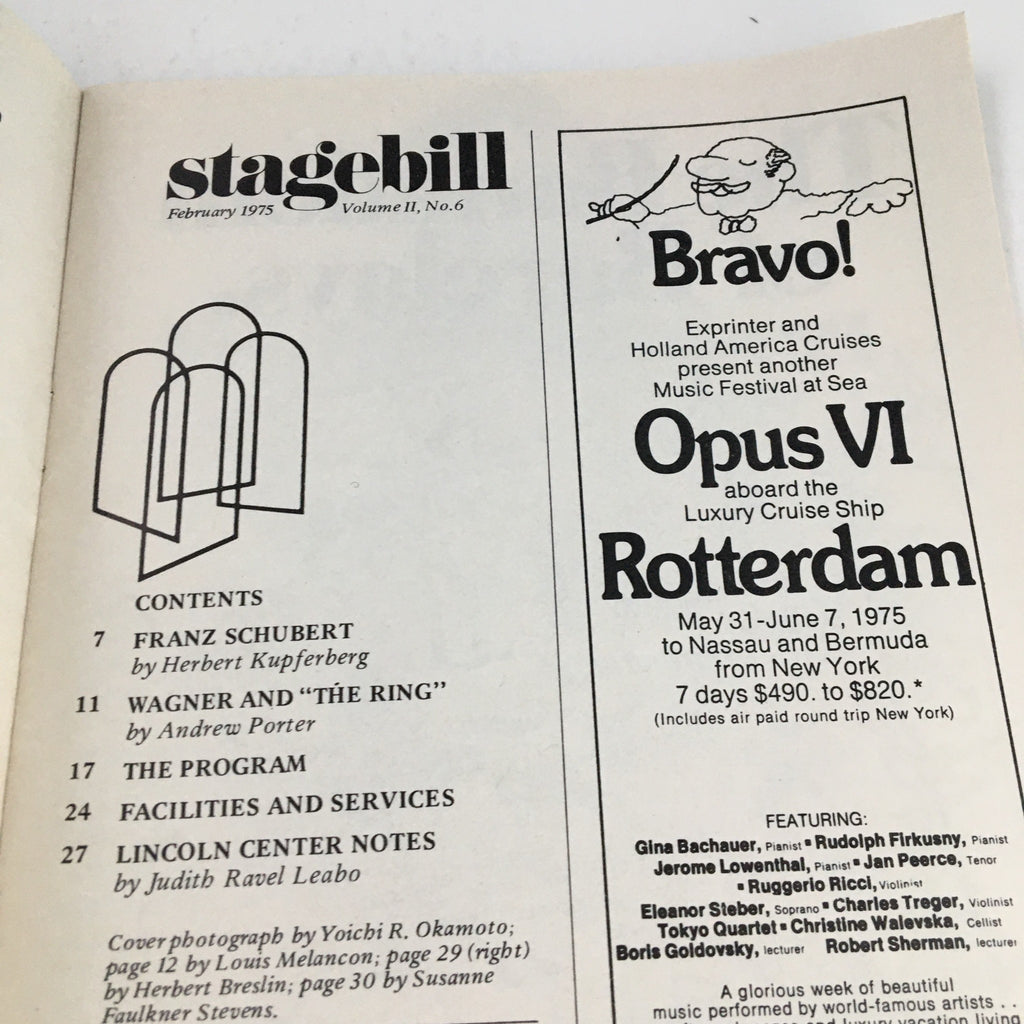 stagebill
February 1975 Volume II, No.6
CONTENTS
7 FRANZ SCHUBERT
by Herbert Kupferberg
11 WAGNER AND “THE RING”
by Andrew Porter
17 THE PROGRAM
24 FACILITIES AND SERVICES
27 LINCOLN CENTER NOTES
by Judith Ravel Leabo
Cover photograph by Yoichi R. Okamoto;
page 12 by Louis Melancon; page 29 (right)
by Herbert Breslin; page 30 by Susanne
Faulkner Stevens.
Bravo!
Exprinter and
Holland America Cruises
present another
Music Festival at Sea
Opus VI
aboard the
Luxury Cruise Ship
Rotterdam
May 31-June 7, 1975
to Nassau and Bermuda
from New York
7 days $490. to $820.*
(Includes air paid round trip New York)
FEATURING:
Gina Bachauer, Pianist ▪ Rudolph Firkusny, Pianist
Jerome Lowenthal, Pianist ▪ Jan Peerce, Tenor
▪ Ruggerio Ricci, Violinist
Eleanor Steber, Soprano ▪ Charles Treger, Violinist
Tokyo Quartet ▪ Christine Walevska, Cellist
Boris Goldovsky, lecturer Robert Sherman, lecturer
A glorious week of beautiful
music performed by world-famous artists . .
and luxury vacation living